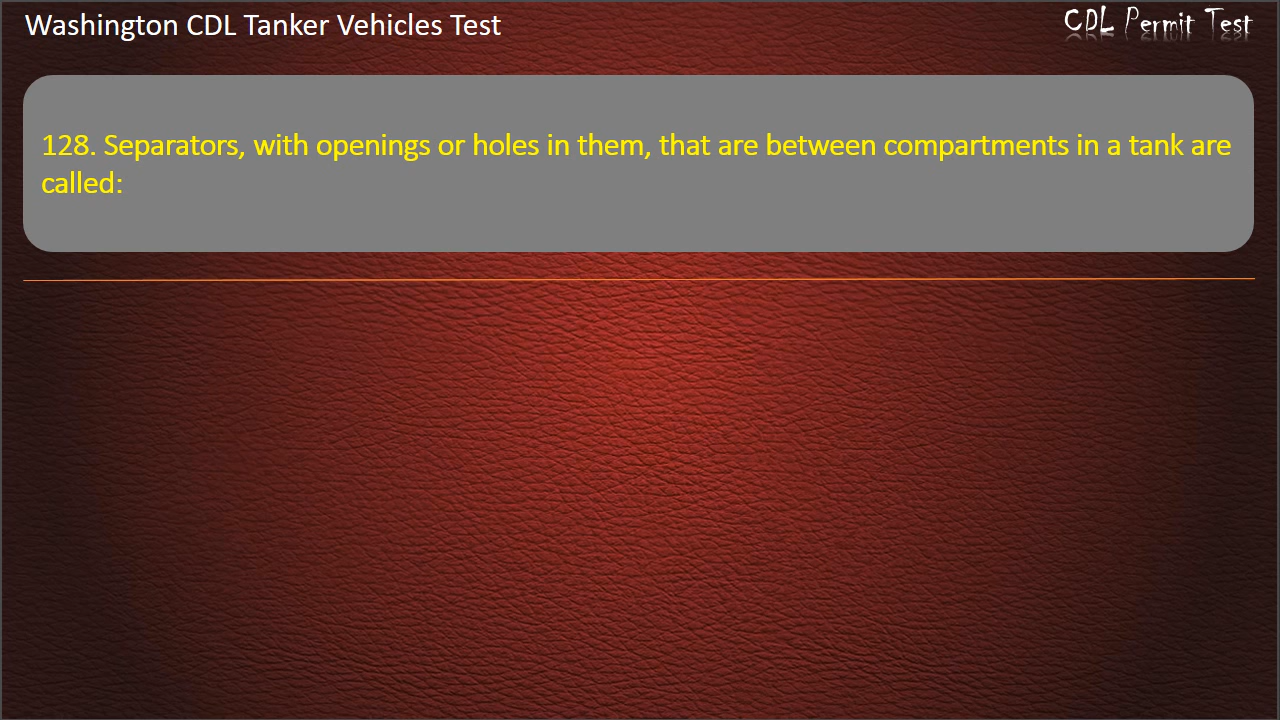 Washington CDL Tanker Vehicles Test
CDL Permit Test
128. Separators, with openings or holes in them, that are between compartments in a tank are
called: